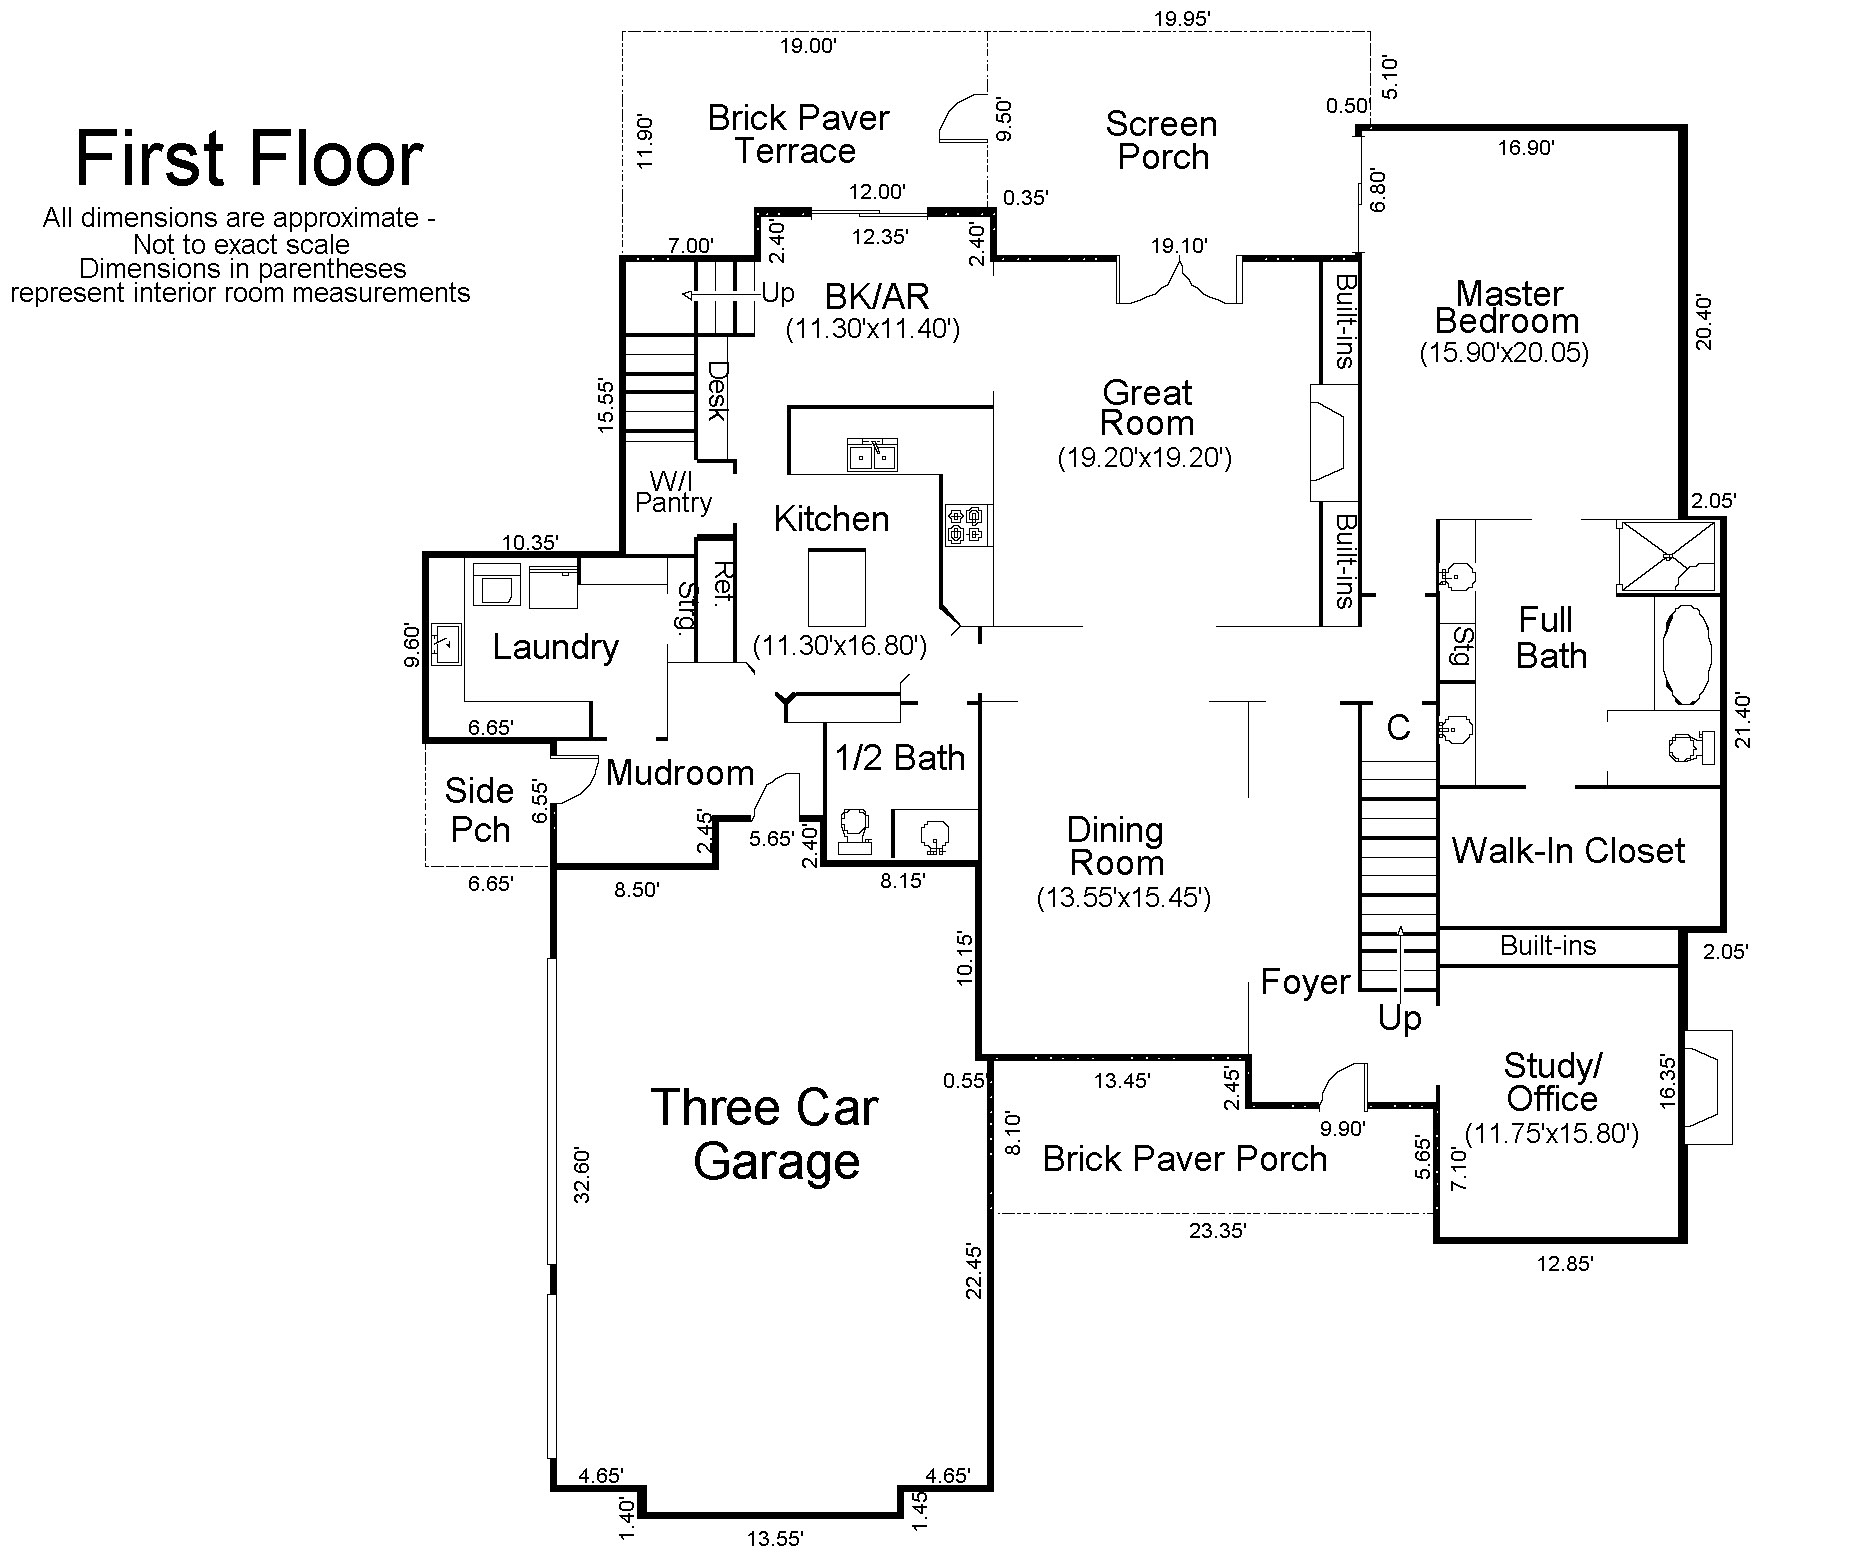 19.95'
19.00'
5.10'
0.50'
Brick Paver
Terrace
11.90'
9.50'
Screen
Porch
First Floor
All dimensions are approximate -
Not to exact scale
Dimensions in parentheses
represent interior room measurements
16.90'
6.80'
12.00'
0.35'
7.00'
2.40'
12.35'
2.40'
19.10'
Up
BK/AR
(11.30'x11.40')
Built-ins
Master
Bedroom
(15.90'x20.05)
20.40'
15.55'
Desk
Great
Room
(19.20'x19.20')
W/I
Pantry
Kitchen
2.05'
10.35'
Ref.
Strg.
Built-ins
9.60'
Laundry
(11.30'x16.80')
Stg
Full
Bath
6.65'
C
21.40'
Side
Pch
6.55'
Mudroom
1/2 Bath
2.45'
5.65'
2.40'
Dining
Room
(13.55'x15.45')
Walk-In Closet
6.65'
8.50'
8.15'
10.15'
Built-ins
2.05'
Foyer
Up
Study/
Office
(11.75'x15.80')
16.35'
0.55'
13.45'
2.45'
8.10'
9.90'
5.65'
7.10'
Three Car
Garage
Brick Paver Porch
32.60'
23.35'
22.45'
12.85'
4.65'
4.65'
1.40'
13.55'
1.45'